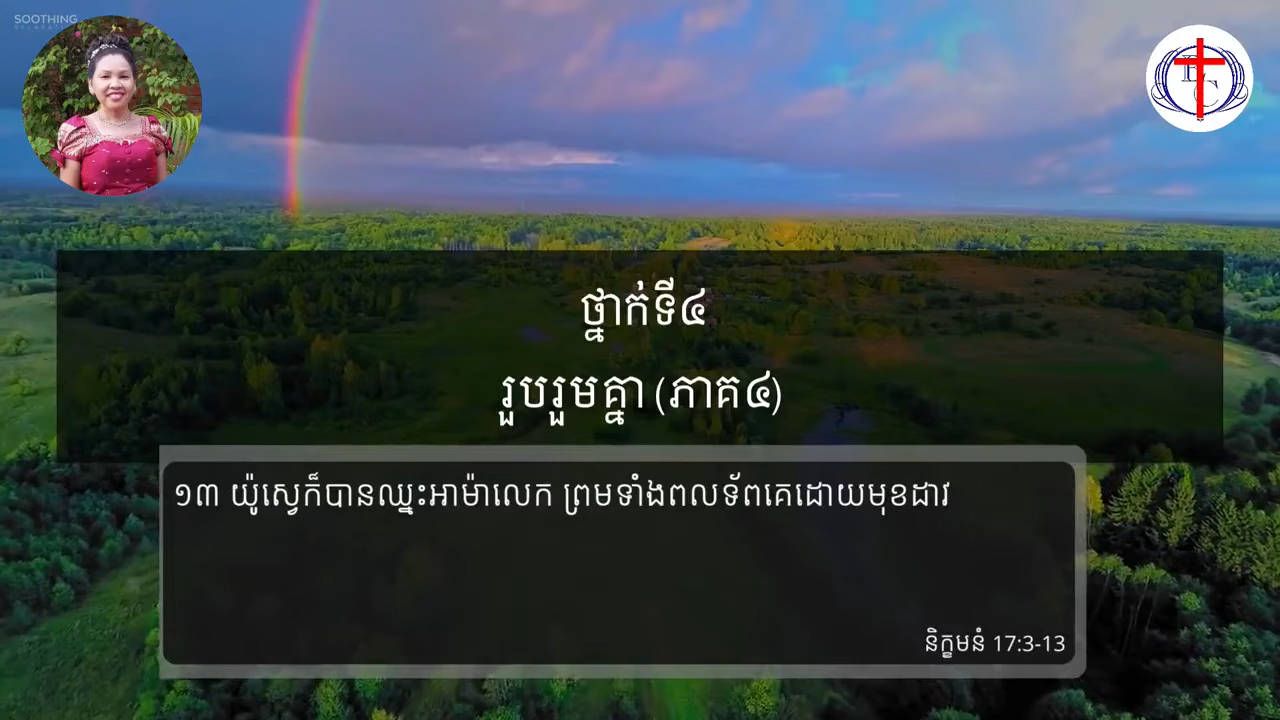 SOOTHING
RELAXATION
B
C
ថ្នាក់ទី៤
រួបរួមគ្នា (ភាគ៤)
១៣ យ៉ូស្វេក៏បានឈ្នះអាម៉ាលេក ព្រមទាំងពលទ័ពគេដោយមុខដាវ
និក្ខមនំ 17:3-13